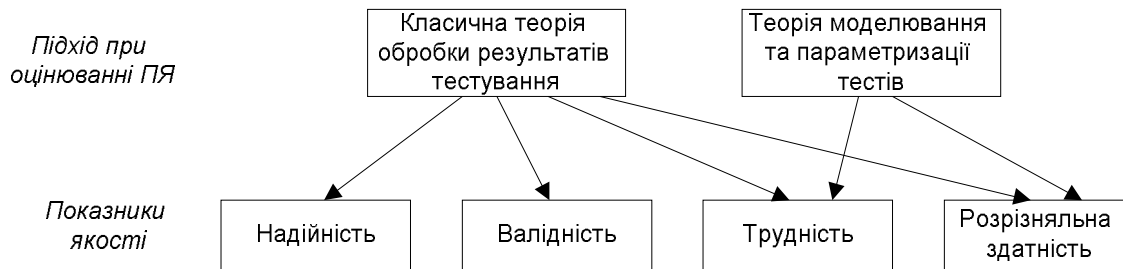 Підхід при
оцінюванні ПЯ
Класична теорія
обробки результатів
тестування
Теорія моделювання
та параметризації
тестів
Показники
якості
Надійність
Валідність
Трудність
Розрізняльна
здатність